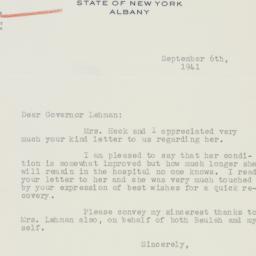 STATE OF NEW YORK
ALBANY
September 6th,
1941
Dear Governor Lehman:
Mrs. Heck and I appreciated very
much your kind letter to us regarding her.
I am pleased to say that her condi-
tion is somewhat improved but how much longer she
will remain in the hospital no one knows. I read
your letter to her and she was very much touched
by your expression of best wishes for a quick re-
covery.
Please convey my sincerest thanks to
Mrs. Lehman also, on behalf of both Beulah and my
self.
Sincerely,